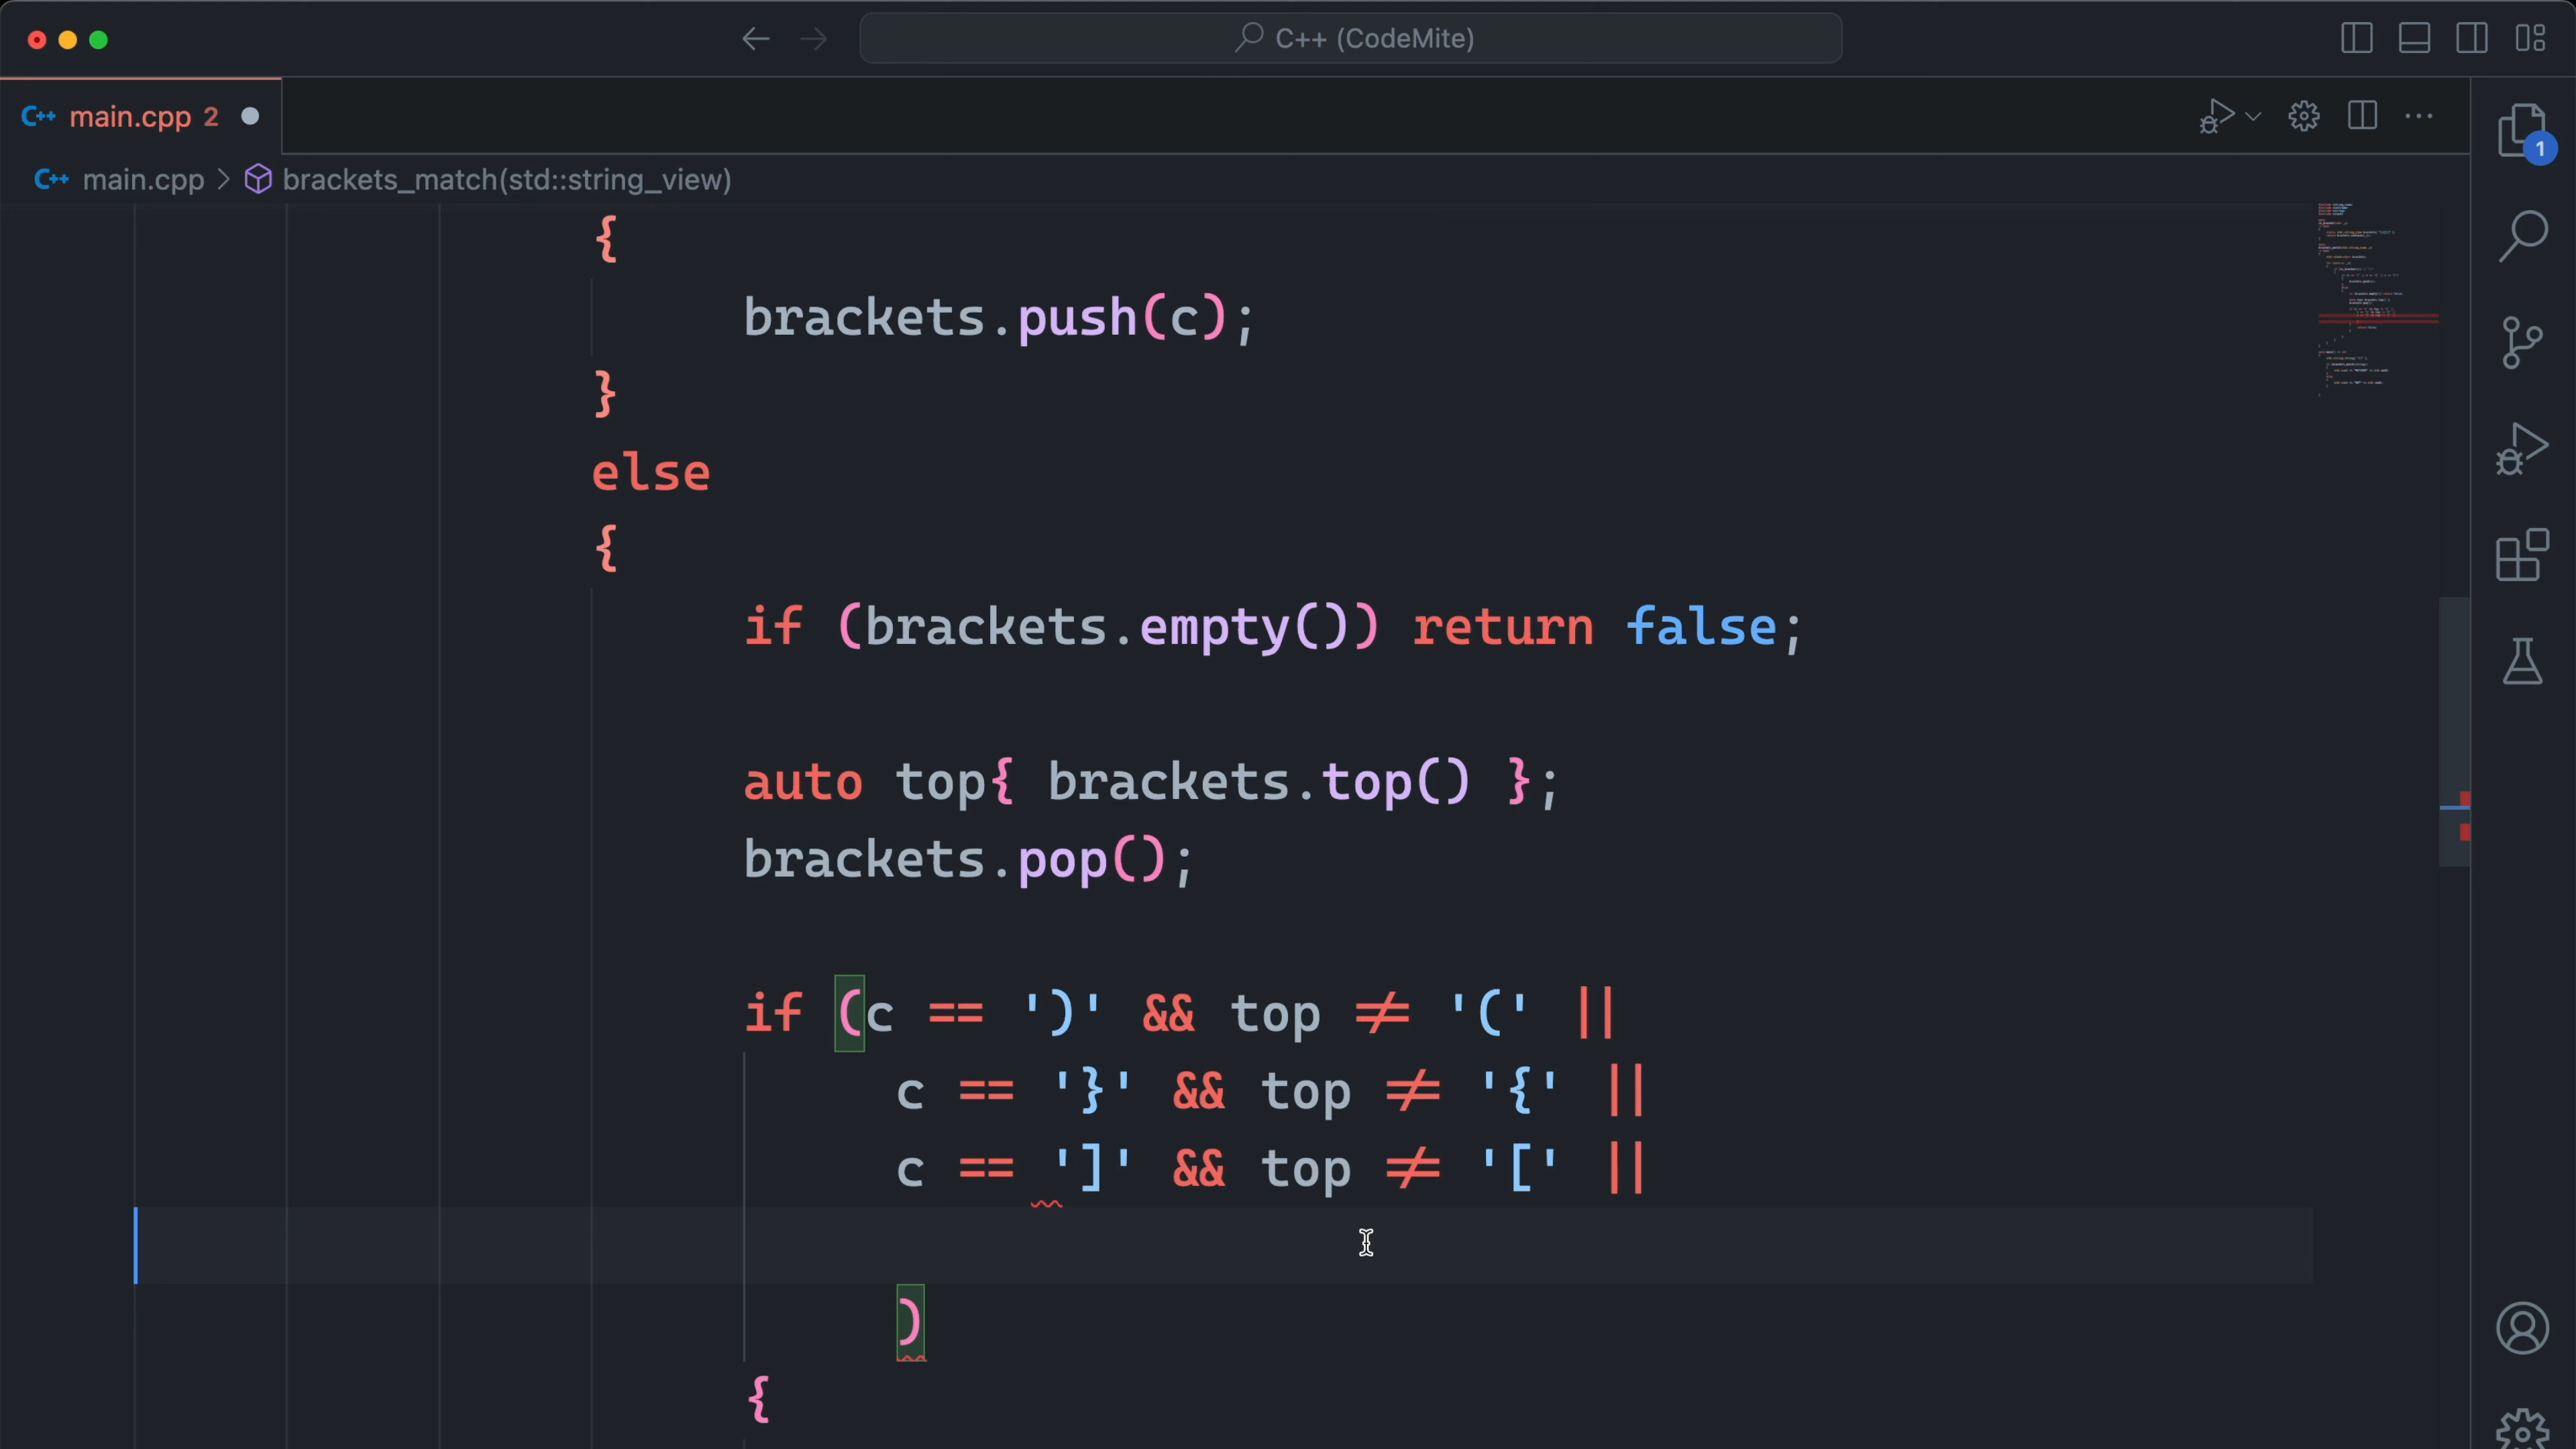 C++ (CodeMite)
C++ main.cpp 2
1
C++ main.cpp > brackets_match(std::string_view)
{
brackets.push(c);
}
else
{
if (brackets.empty()) return false;
auto top{ brackets.top() };
brackets.pop();
if (c == ')' && top != '(' ||
c == '}' && top != '{' ||
c == ']' && top != '[' ||
)
{